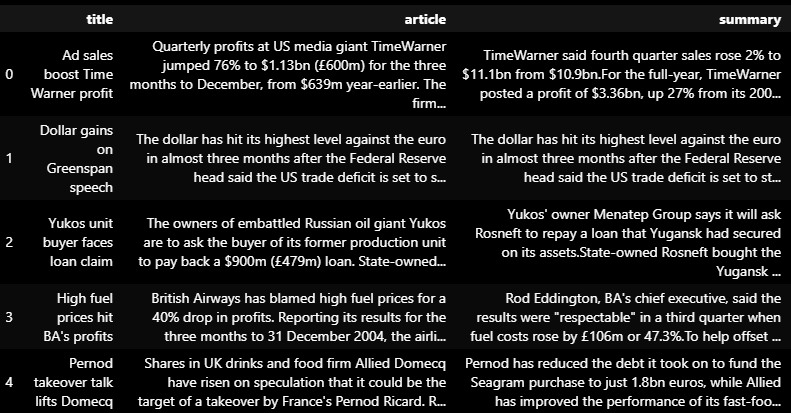 title article summary
0
Ad sales
boost Time
Warner profit
Quarterly profits at US media giant TimeWarner
jumped 76% to $1.13bn (£600m) for the three
months to December, from $639m year-earlier. The
firm...
TimeWarner said fourth quarter sales rose 2% to
$11.1bn from $10.9bn.For the full-year, TimeWarner
posted a profit of $3.36bn, up 27% from its 200...
1
Dollar gains
on
Greenspan
speech
The dollar has hit its highest level against the euro
in almost three months after the Federal Reserve
head said the US trade deficit is set to s...
The dollar has hit its highest level against the euro
in almost three months after the Federal Reserve
head said the US trade deficit is set to st...
2
Yukos unit
buyer faces
loan claim
The owners of embattled Russian oil giant Yukos
are to ask the buyer of its former production unit
to pay back a $900m (£479m) loan. State-owned...
Yukos' owner Menatep Group says it will ask
Rosneft to repay a loan that Yugansk had secured
on its assets.State-owned Rosneft bought the
Yugansk ...
3
High fuel
prices hit
BA's profits
British Airways has blamed high fuel prices for a
40% drop in profits. Reporting its results for the
three months to 31 December 2004, the airli...
Rod Eddington, BA's chief executive, said the
results were "respectable" in a third quarter when
fuel costs rose by £106m or 47.3%.To help offset ...
4
Pernod
takeover talk
lifts Domecq
Shares in UK drinks and food firm Allied Domecq
have risen on speculation that it could be the
target of a takeover by France's Pernod Ricard. R...
Pernod has reduced the debt it took on to fund the
Seagram purchase to just 1.8bn euros, while Allied
has improved the performance of its fast-foo...